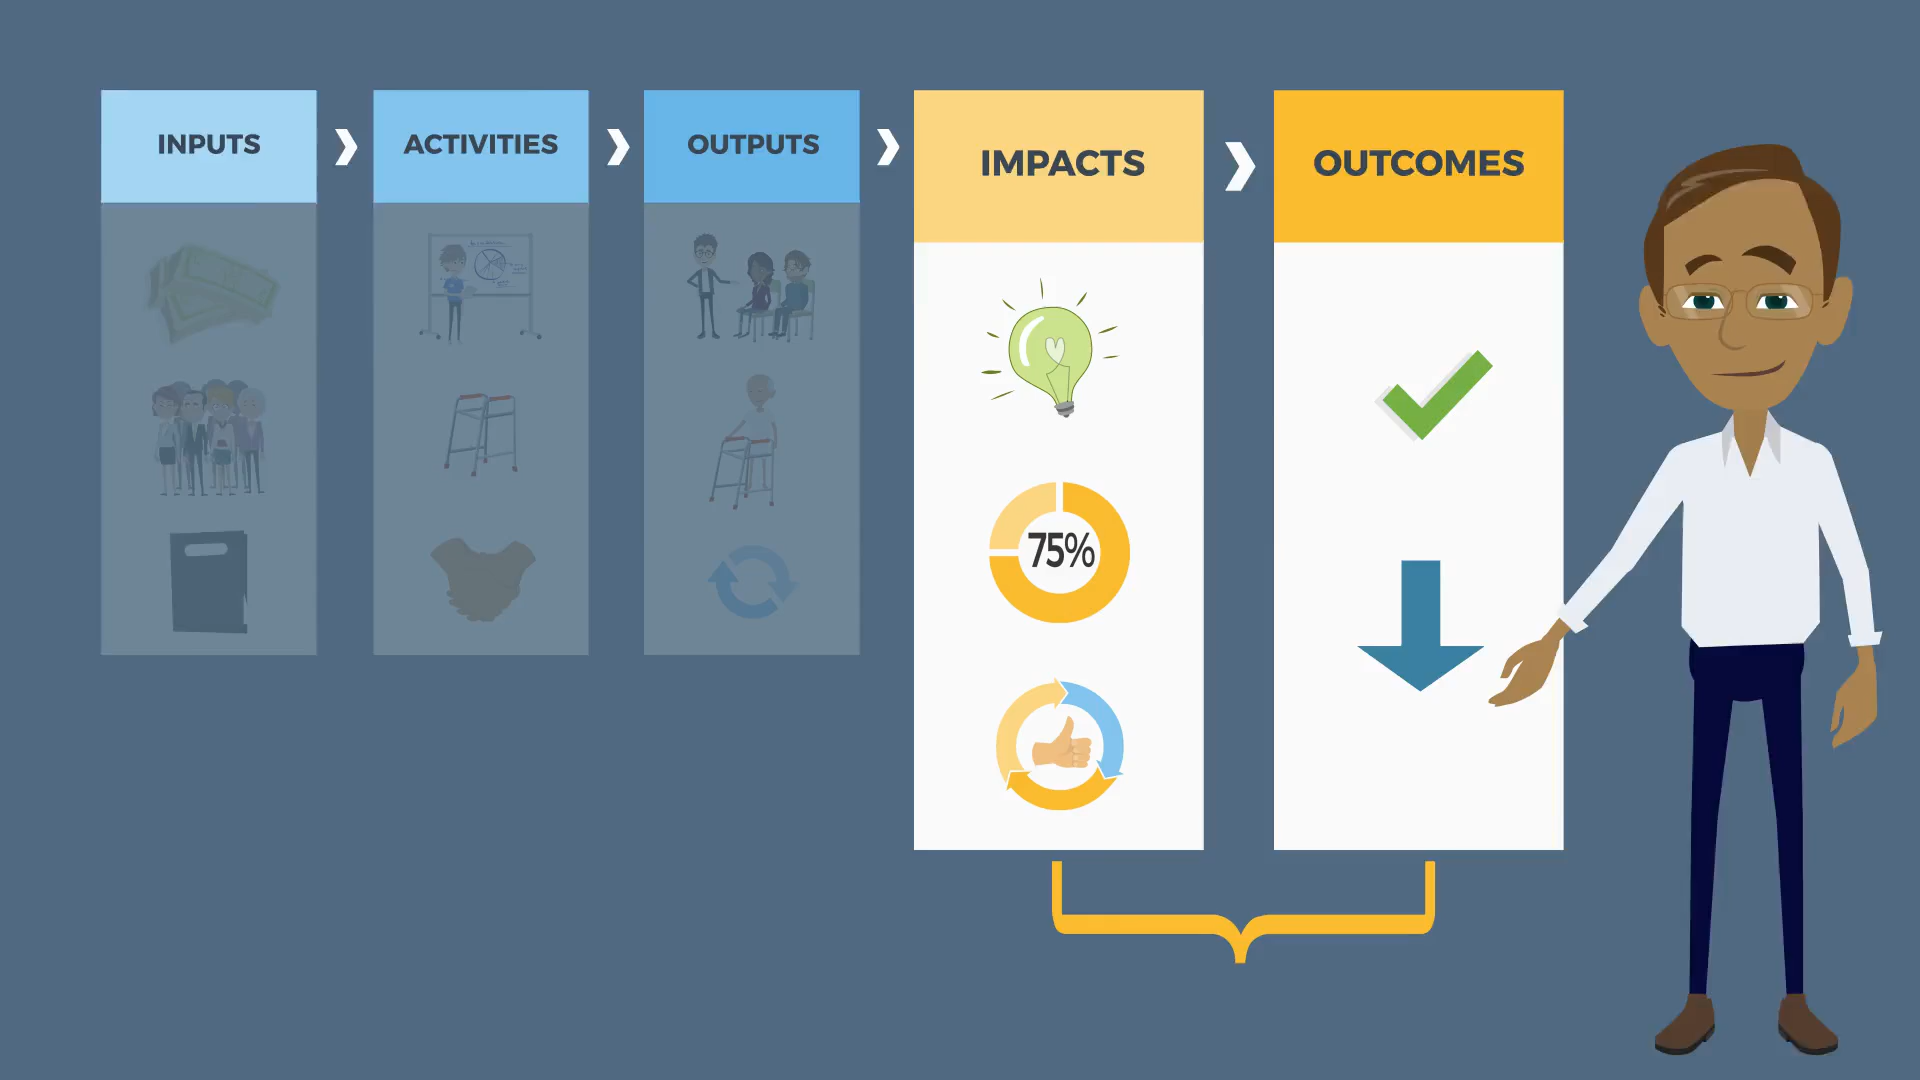 INPUTS
ACTIVITIES
OUTPUTS
IMPACTS
OUTCOMES
75%